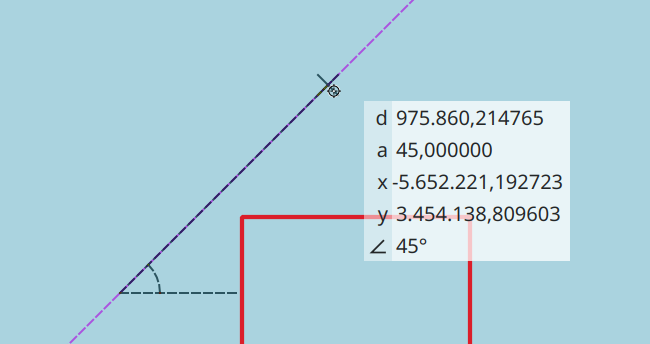 d 975.860,214765
a 45,000000
x -5.652.221,192723
y 3.454.138,809603
∠ 45°